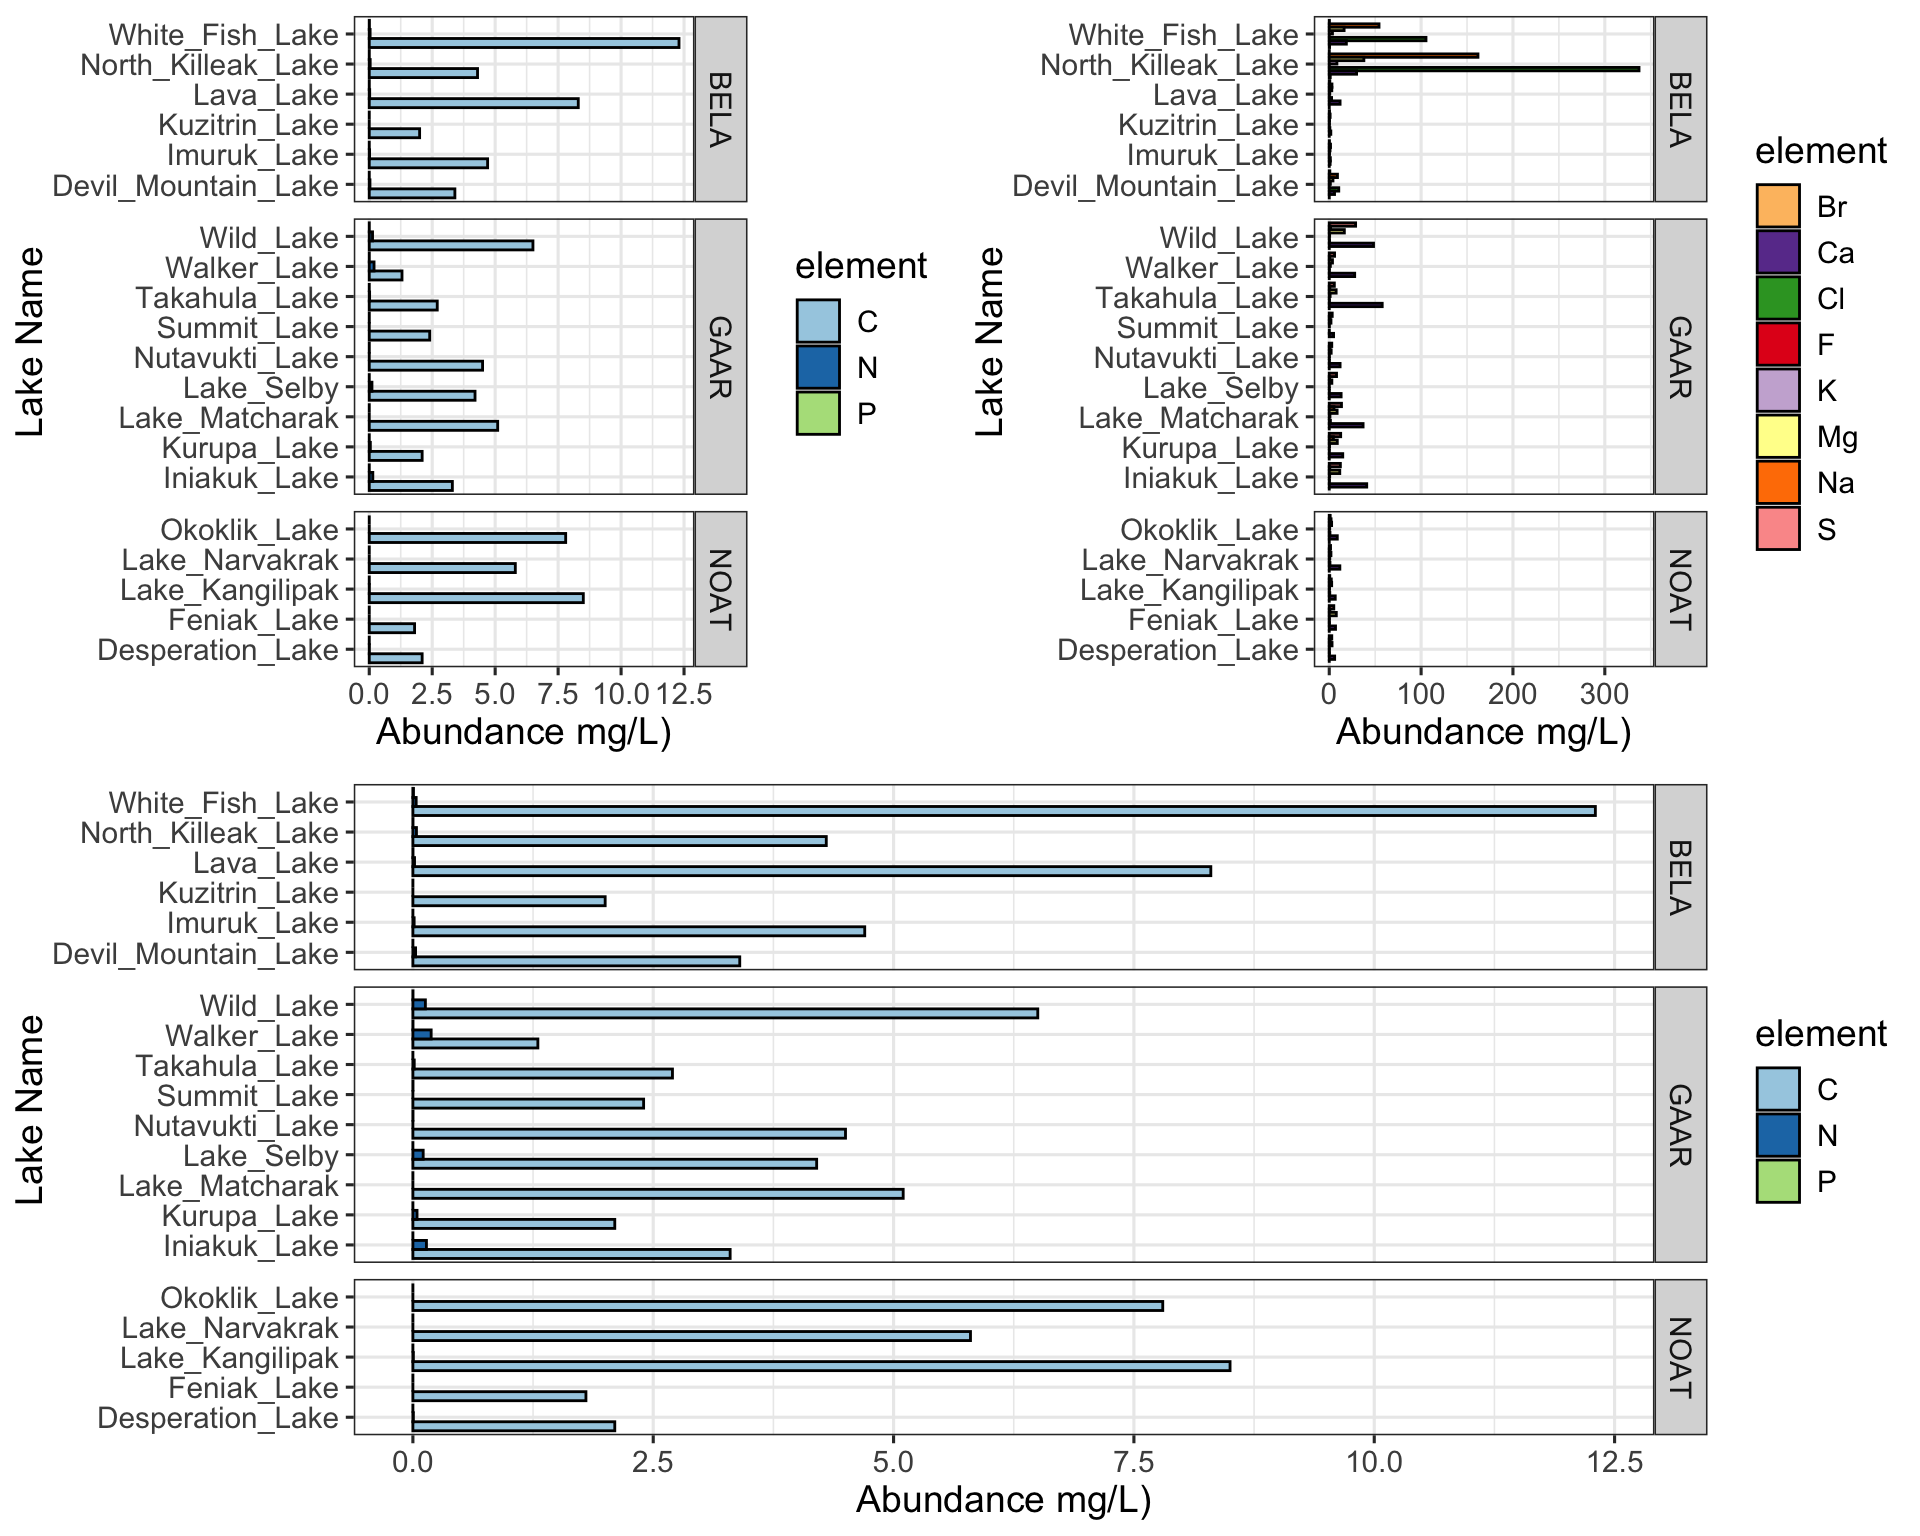 White_Fish_Lake
North_Killeak_Lake
Lava_Lake
Kuzitrin_Lake
Imuruk_Lake
Devil_Mountain_Lake
BELA
Wild_Lake
Walker_Lake
Takahula_Lake
Summit_Lake
Nutavukti_Lake
Lake_Selby
Lake_Matcharak
Kurupa_Lake
Iniakuk_Lake
GAAR
Okoklik_Lake
Lake_Narvakrak
Lake_Kangilipak
Feniak_Lake
Desperation_Lake
NOAT
Lake Name
0.0 2.5 5.0 7.5 10.0 12.5
Abundance mg/L)
element
C
N
P
White_Fish_Lake
North_Killeak_Lake
Lava_Lake
Kuzitrin_Lake
Imuruk_Lake
Devil_Mountain_Lake
BELA
Wild_Lake
Walker_Lake
Takahula_Lake
Summit_Lake
Nutavukti_Lake
Lake_Selby
Lake_Matcharak
Kurupa_Lake
Iniakuk_Lake
GAAR
Okoklik_Lake
Lake_Narvakrak
Lake_Kangilipak
Feniak_Lake
Desperation_Lake
NOAT
Lake Name
0 100 200 300
Abundance mg/L)
element
Br
Ca
Cl
F
K
Mg
Na
S
White_Fish_Lake
North_Killeak_Lake
Lava_Lake
Kuzitrin_Lake
Imuruk_Lake
Devil_Mountain_Lake
BELA
Wild_Lake
Walker_Lake
Takahula_Lake
Summit_Lake
Nutavukti_Lake
Lake_Selby
Lake_Matcharak
Kurupa_Lake
Iniakuk_Lake
GAAR
Okoklik_Lake
Lake_Narvakrak
Lake_Kangilipak
Feniak_Lake
Desperation_Lake
NOAT
Lake Name
0.0 2.5 5.0 7.5 10.0 12.5
Abundance mg/L)
element
C
N
P